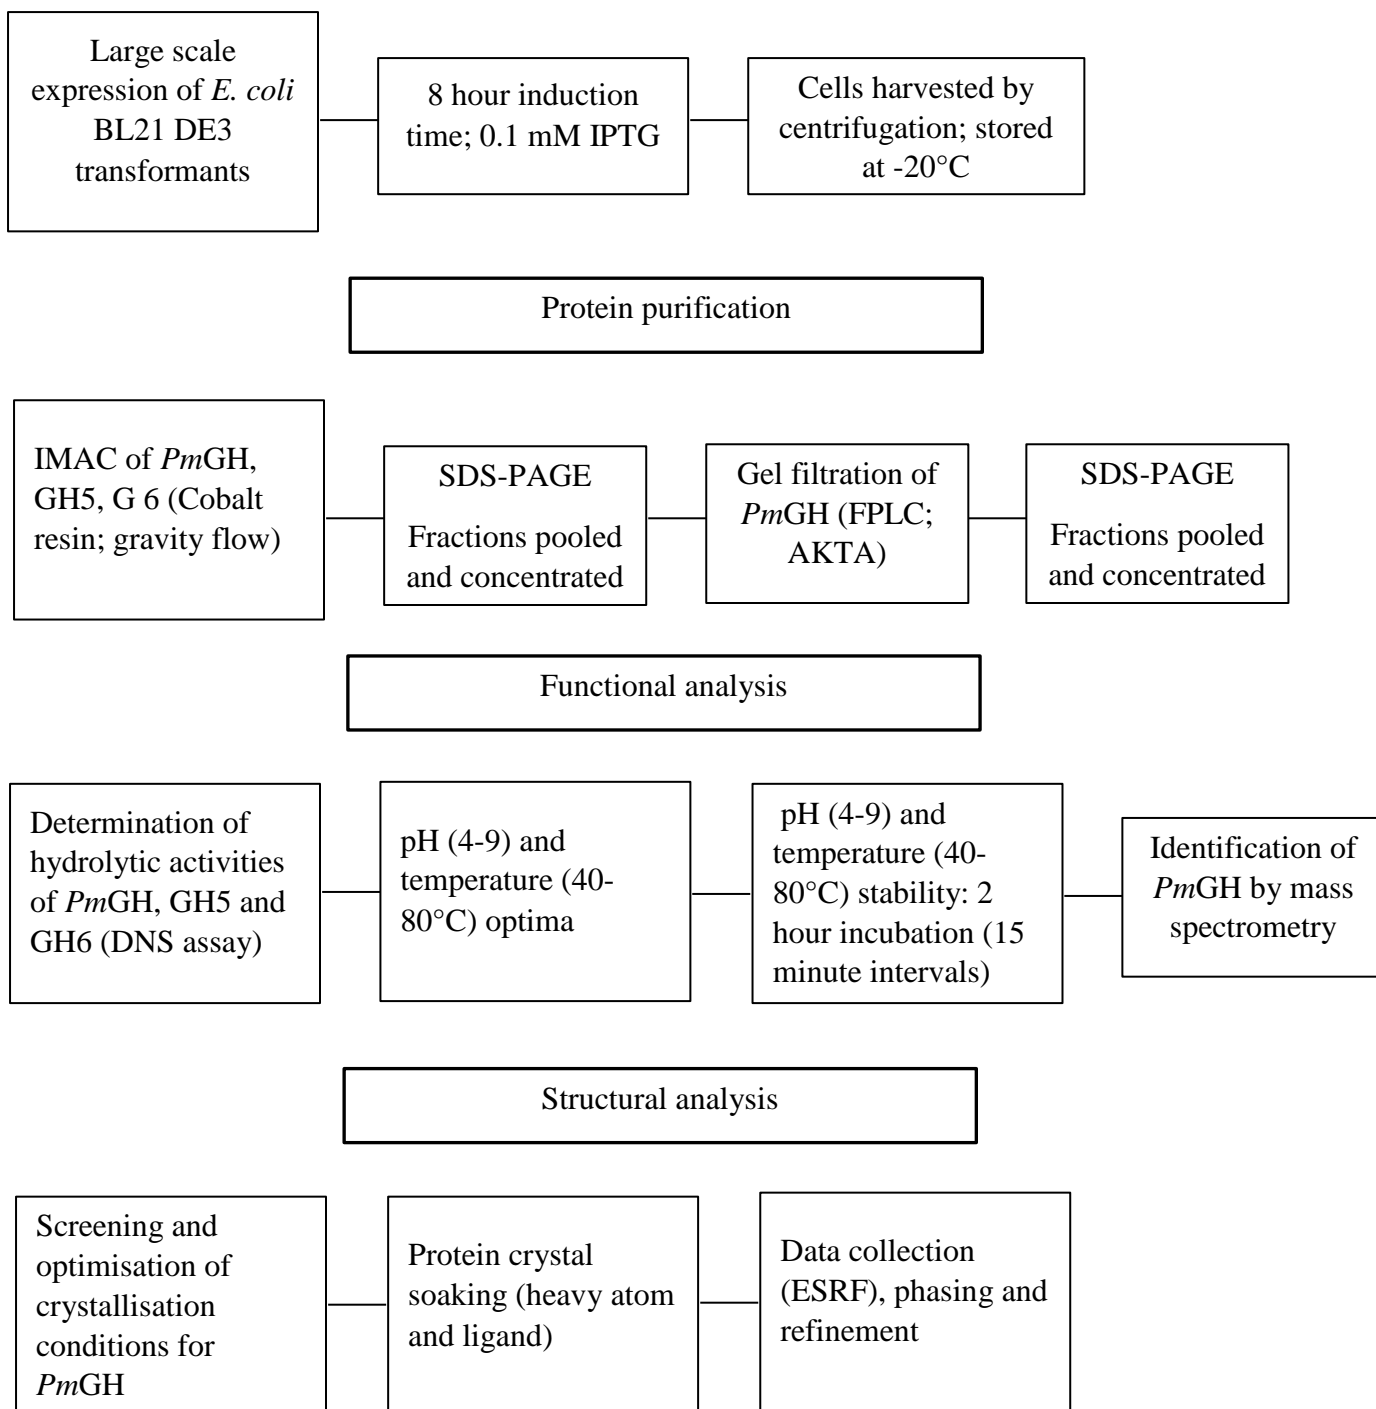 Large scale
expression of E. coli
BL21 DE3
transformants
8 hour induction
time; 0.1 mM IPTG
Cells harvested by
centrifugation; stored
at -20°C
Protein purification
IMAC of PmGH,
GH5, G 6 (Cobalt
resin; gravity flow)
SDS-PAGE
Fractions pooled
and concentrated
Gel filtration of
PmGH (FPLC;
AKTA)
SDS-PAGE
Fractions pooled
and concentrated
Functional analysis
Determination of
hydrolytic activities
of PmGH, GH5 and
GH6 (DNS assay)
pH (4-9) and
temperature (40-
80°C) optima
pH (4-9) and
temperature (40-
80°C) stability: 2
hour incubation (15
minute intervals)
Identification of
PmGH by mass
spectrometry
Structural analysis
Screening and
optimisation of
crystallisation
conditions for
PmGH
Protein crystal
soaking (heavy atom
and ligand)
Data collection
(ESRF), phasing and
refinement